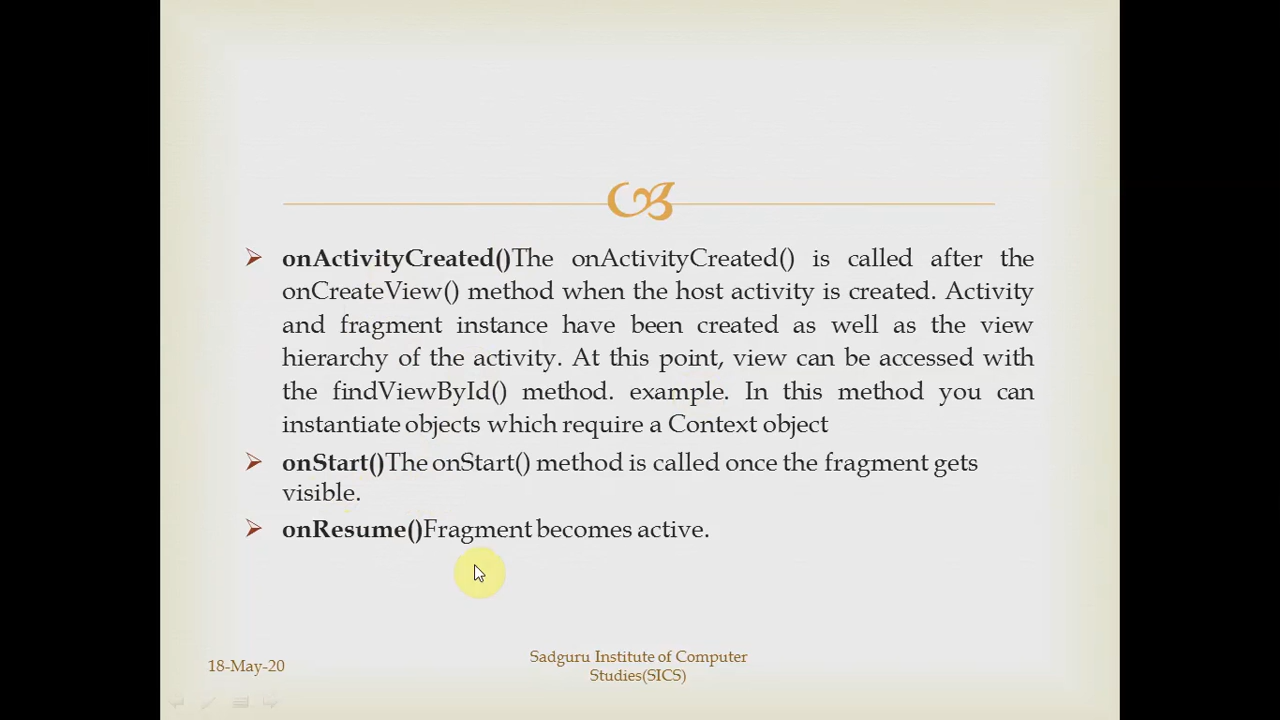 onActivityCreated()The onActivityCreated() is called after the
onCreateView() method when the host activity is created. Activity
and fragment instance have been created as well as the view
hierarchy of the activity. At this point, view can be accessed with
the findViewById() method. example. In this method you can
instantiate objects which require a Context object
onStart()The onStart() method is called once the fragment gets
visible.
onResume()Fragment becomes active.
18-May-20
Sadguru Institute of Computer
Studies(SICS)